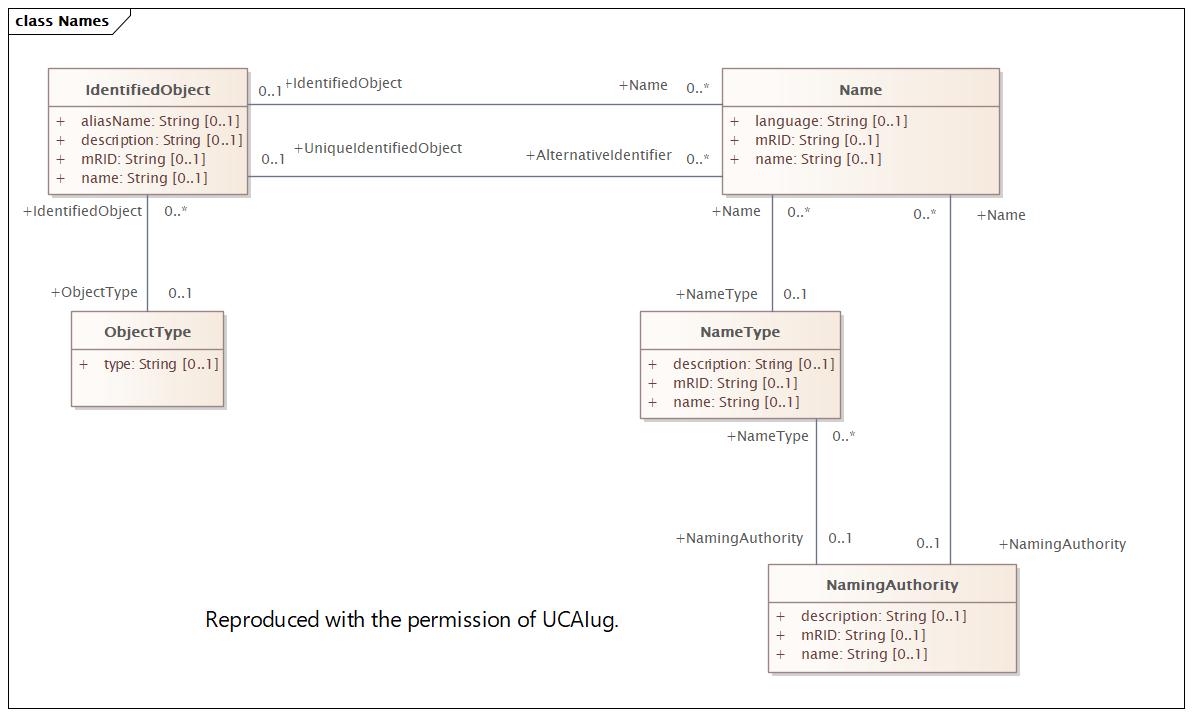 class Names
IdentifiedObject
+ aliasName: String [0..1]
+ description: String [0..1]
+ mRID: String [0..1]
+ name: String [0..1]
0..1 +IdentifiedObject
+Name 0..*
0..1 +UniqueIdentifiedObject
+AlternativeIdentifier 0..*
Name
+ language: String [0..1]
+ mRID: String [0..1]
+ name: String [0..1]
+IdentifiedObject 0..*
+ObjectType 0..1
ObjectType
+ type: String [0..1]
+Name 0..*
0..* +Name
+NameType 0..1
NameType
+ description: String [0..1]
+ mRID: String [0..1]
+ name: String [0..1]
+NameType 0..*
+NamingAuthority 0..1
0..1 +NamingAuthority
NamingAuthority
+ description: String [0..1]
+ mRID: String [0..1]
+ name: String [0..1]
Reproduced with the permission of UCAIug.